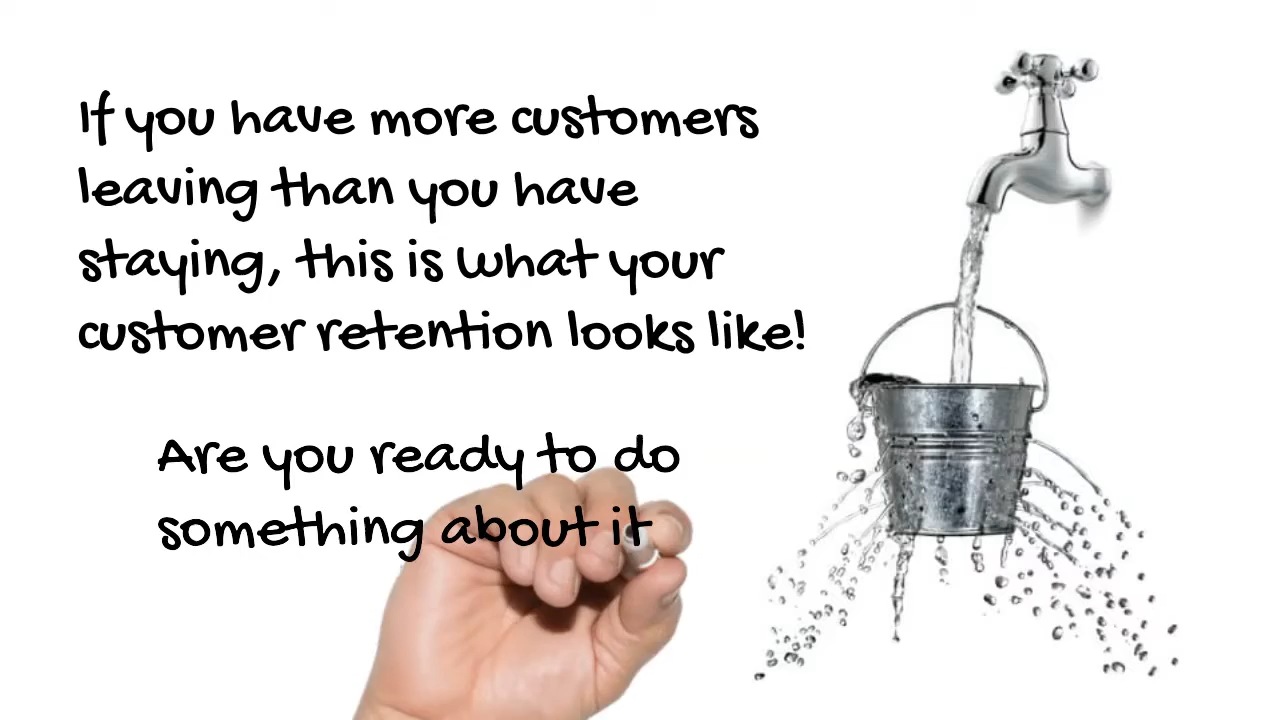 If you have more customers
leaving than you have
staying, this is what your
customer retention looks like!
Are you ready to do
something about it